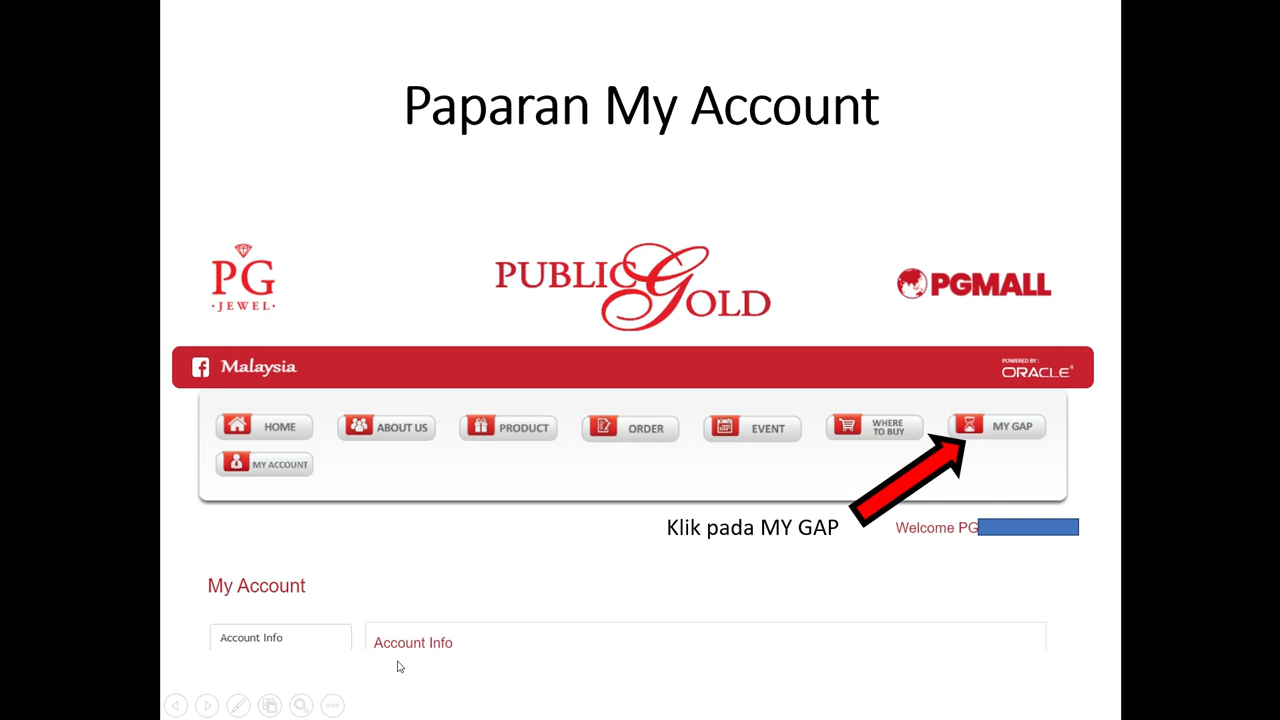 Paparan My Account
PG
·JEWEL·
PUBLIC GOLD
PGMALL
Malaysia
POWERED BY :
ORACLE®
HOME
ABOUT US
PRODUCT
ORDER
EVENT
WHERE
TO BUY
MY GAP
MY ACCOUNT
Klik pada MY GAP
Welcome PG
My Account
Account Info
Account Info